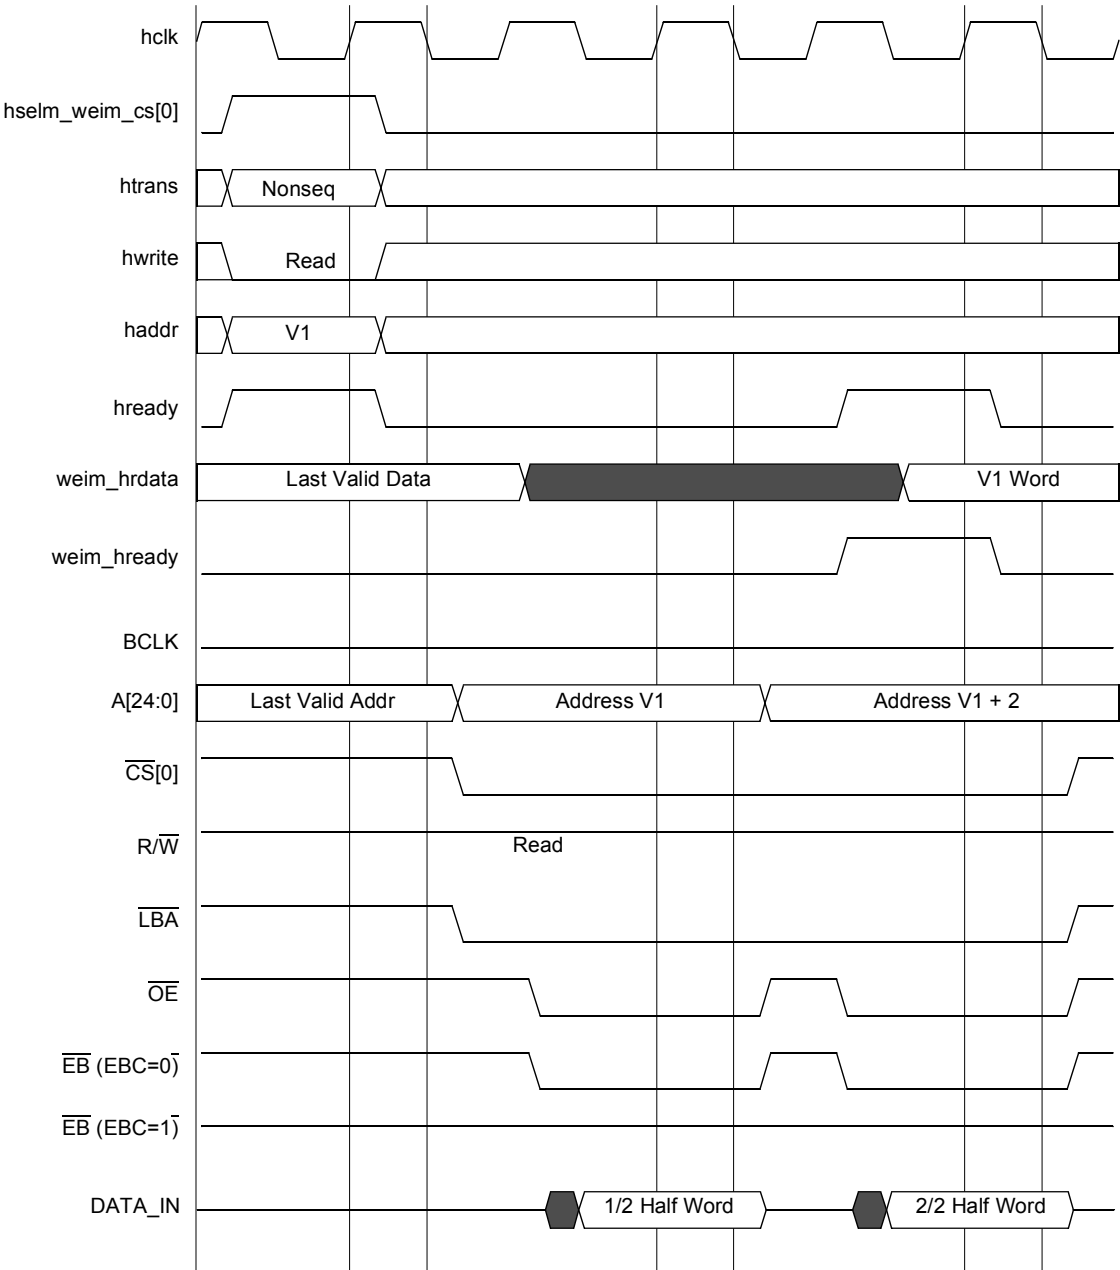 hclk
hselm_weim_cs[0]
htrans Nonseq
hwrite Read
haddr V1
hready
weim_hrdata Last Valid Data V1 Word
weim_hready
BCLK
A[24:0] Last Valid Addr Address V1 Address V1 + 2
CS[0]
R/W Read
LBA
OE
EB (EBC=0)
EB (EBC=1)
DATA_IN 1/2 Half Word 2/2 Half Word